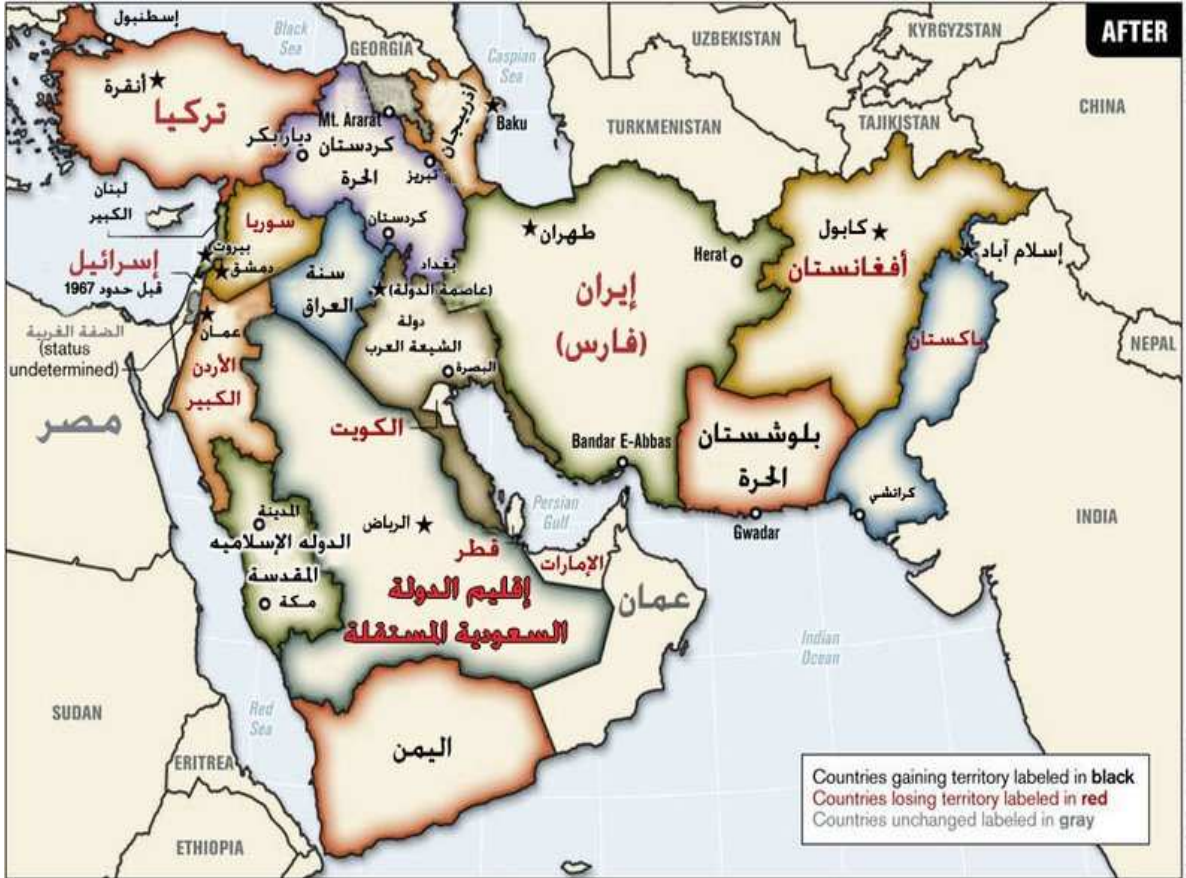 AFTER
إسطنبول
Black
Sea
GEORGIA
Caspian
Sea
UZBEKISTAN
KYRGYZSTAN
TAJIKISTAN
CHINA
TURKMENISTAN
أنقرة
تركيا
Mt. Ararat
أذربيجان
Baku
ديار بكر
كردستان
الحرة
تبريز
لبنان
الكبير
سوريا
كردستان
طهران
Herat
كابول
أفغانستان
إسلام آباد
بيروت
دمشق
إسرائيل
قبل حدود 1967
سنة
العراق
بغداد
(عاصمة الدولة)
دولة
الشيعة العرب
البصرة
إيران
(فارس)
باكستان
NEPAL
الضفة الغربية
(status
undetermined)
عمان
الأردن
الكبير
مصر
الكويت
Bandar E-Abbas
بلوشستان
الحرة
كراتشي
Gwadar
INDIA
Persian
Gulf
المدينة
الدوله الإسلاميه
المقدسة
مكة
الرياض
قطر
الإمارات
إقليم الدولة
السعودية المستقلة
عمان
Indian
Ocean
SUDAN
Red
Sea
ERITREA
اليمن
ETHIOPIA
Countries gaining territory labeled in black
Countries losing territory labeled in red
Countries unchanged labeled in gray